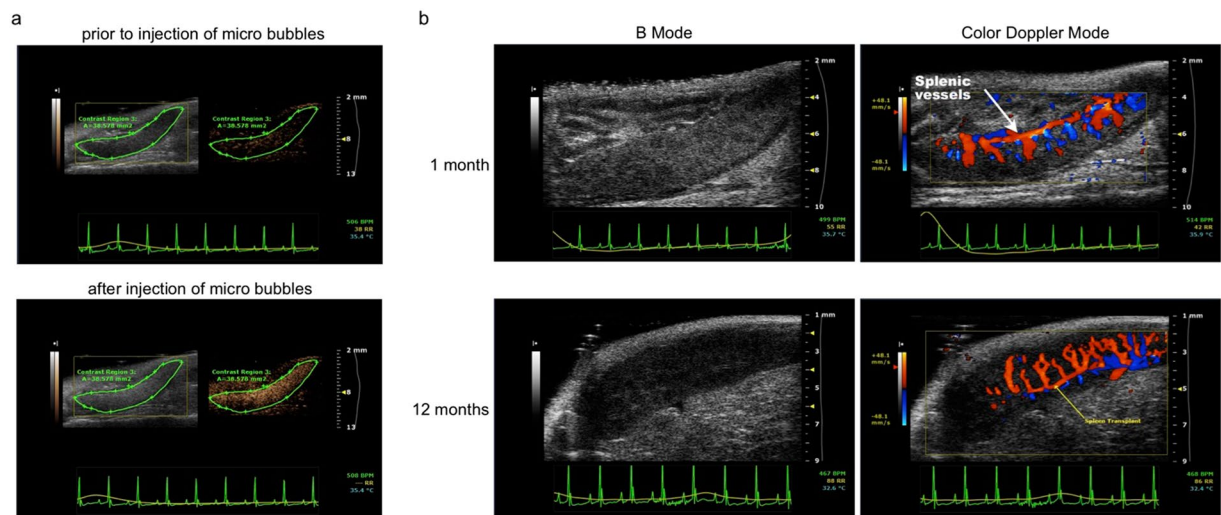 a
prior to injection of micro bubbles
Contrast Region 3:
A=38.578 mm2
Contrast Region 3:
A=38.578 mm2
2 mm
8
13
506 BPM
38 RR
35.4 °C
after injection of micro bubbles
Contrast Region 3:
A=38.578 mm2
Contrast Region 3:
A=38.578 mm2
2 mm
8
13
508 BPM
--- RR
35.4 °C
b
B Mode
Color Doppler Mode
1 month
2 mm
4
6
8
10
499 BPM
55 RR
35.7 °C
Splenic
vessels
+48.1
mm/s
-48.1
mm/s
2 mm
4
6
8
10
514 BPM
42 RR
35.9 °C
12 months
1 mm
3
5
7
9
467 BPM
88 RR
32.6 °C
+48.1
mm/s
-48.1
mm/s
Spleen Transplant
1 mm
3
5
7
9
468 BPM
86 RR
32.4 °C